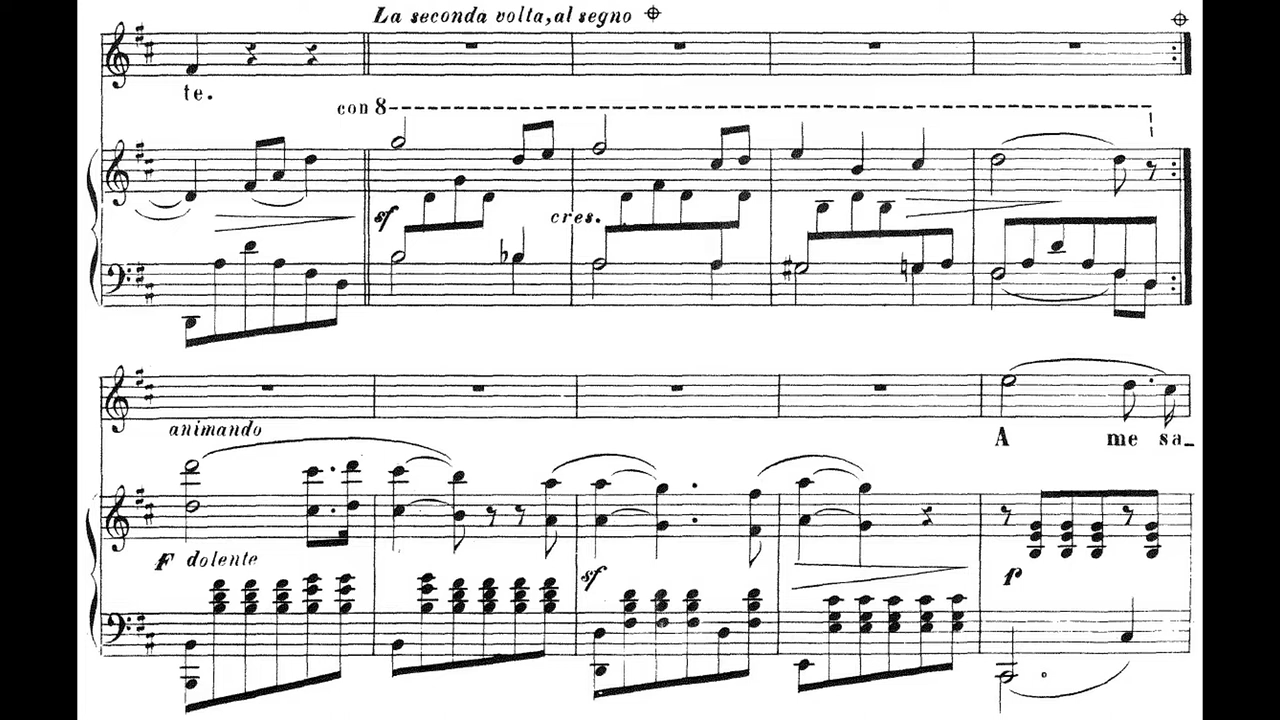 La seconda volta, al segno
te.
con 8
sf
cres.
animando
A me sa_
F dolente
sf
p